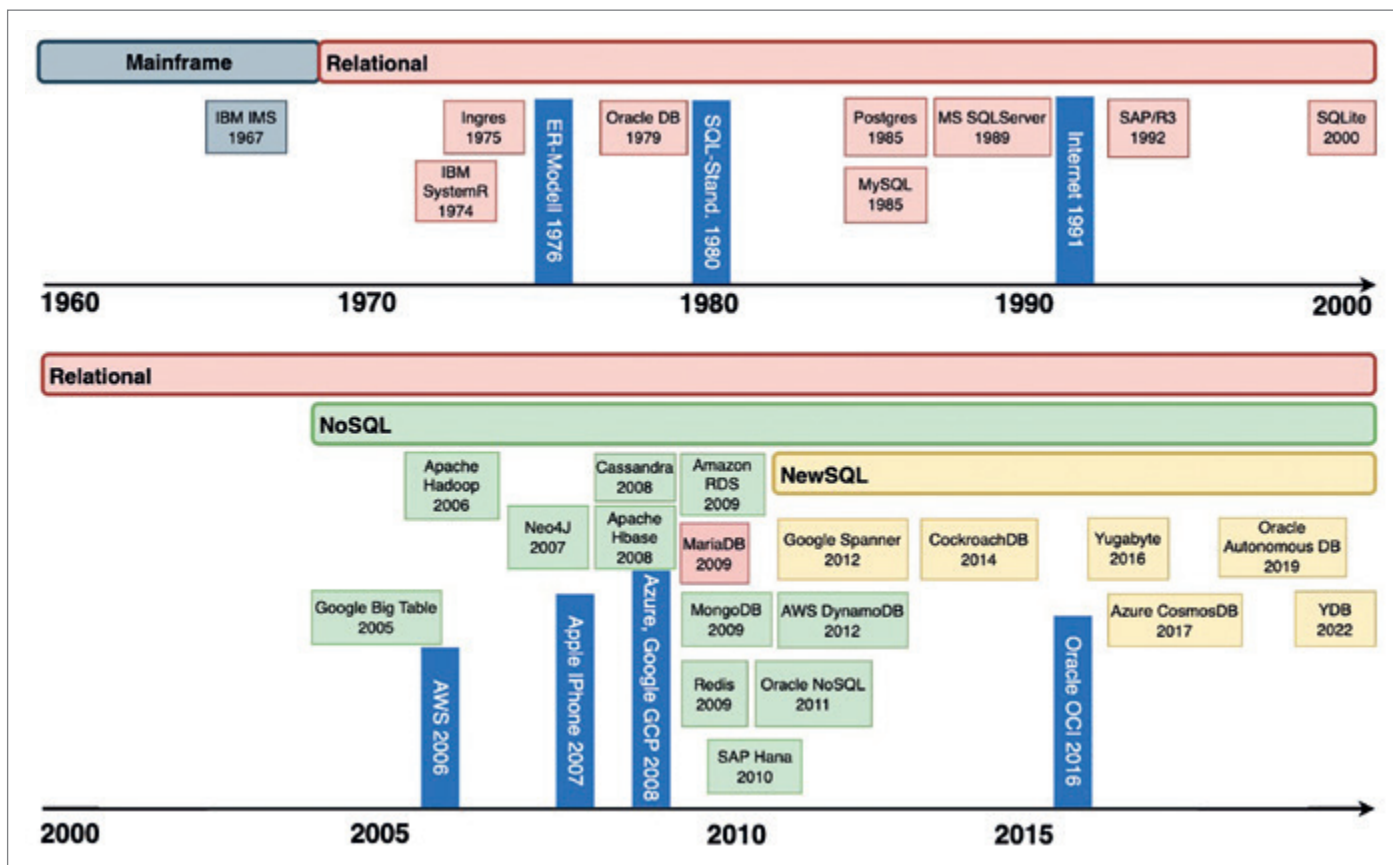 Mainframe
Relational
IBM IMS
1967
Ingres
1975
IBM
SystemR
1974
ER-Modell 1976
Oracle DB
1979
SQL-Stand. 1980
Postgres
1985
MySQL
1985
MS SQLServer
1989
Internet 1991
SAP/R3
1992
SQLite
2000
1960
1970
1980
1990
2000
Relational
NoSQL
NewSQL
Apache
Hadoop
2006
Cassandra
2008
Amazon
RDS
2009
Neo4J
2007
Apache
Hbase
2008
MariaDB
2009
Google Spanner
2012
CockroachDB
2014
Yugabyte
2016
Oracle
Autonomous DB
2019
Google Big Table
2005
MongoDB
2009
AWS DynamoDB
2012
Azure CosmosDB
2017
YDB
2022
AWS 2006
Apple IPhone 2007
Azure, Google GCP 2008
Redis
2009
Oracle NoSQL
2011
Oracle OCI 2016
SAP Hana
2010
2000
2005
2010
2015